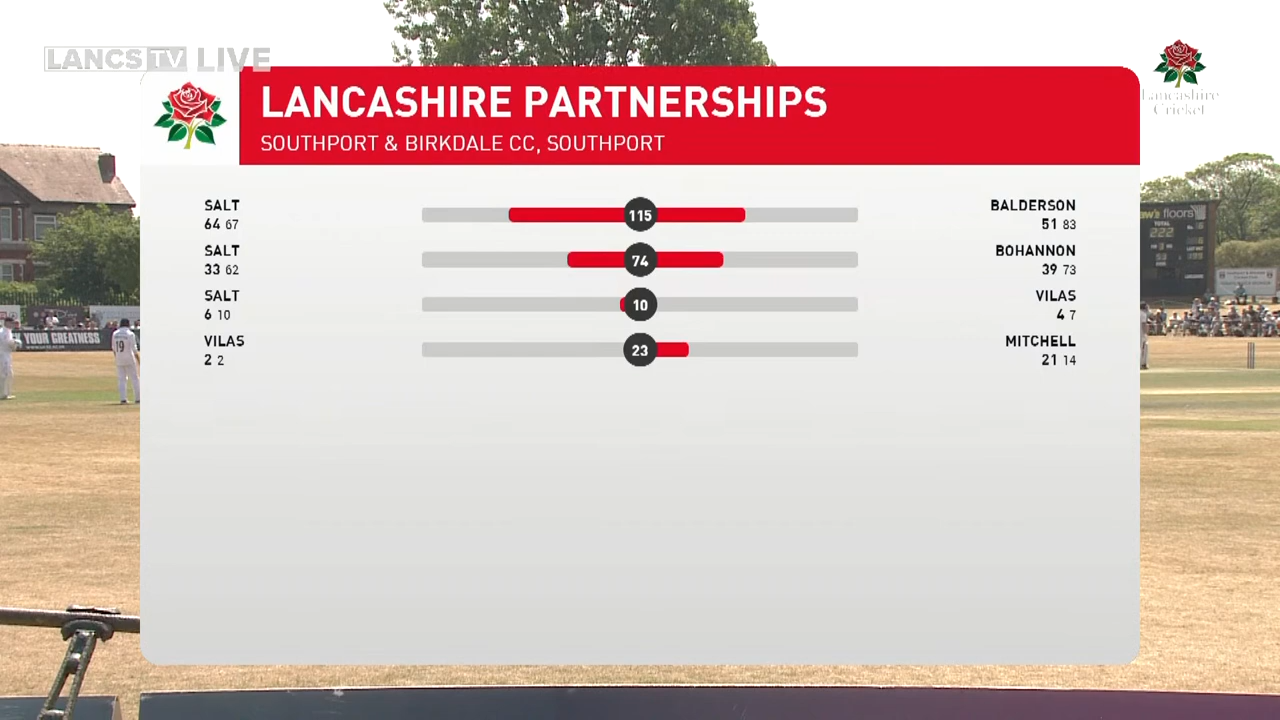 LANCS TV LIVE
Lancashire
Cricket
LANCASHIRE PARTNERSHIPS
SOUTHPORT & BIRKDALE CC, SOUTHPORT
SALT
64 67
115
BALDERSON
51 83
SALT
33 62
74
BOHANNON
39 73
SALT
6 10
10
VILAS
4 7
VILAS
2 2
23
MITCHELL
21 14
floors
TOTAL
222
YOUR GREATNESS
19